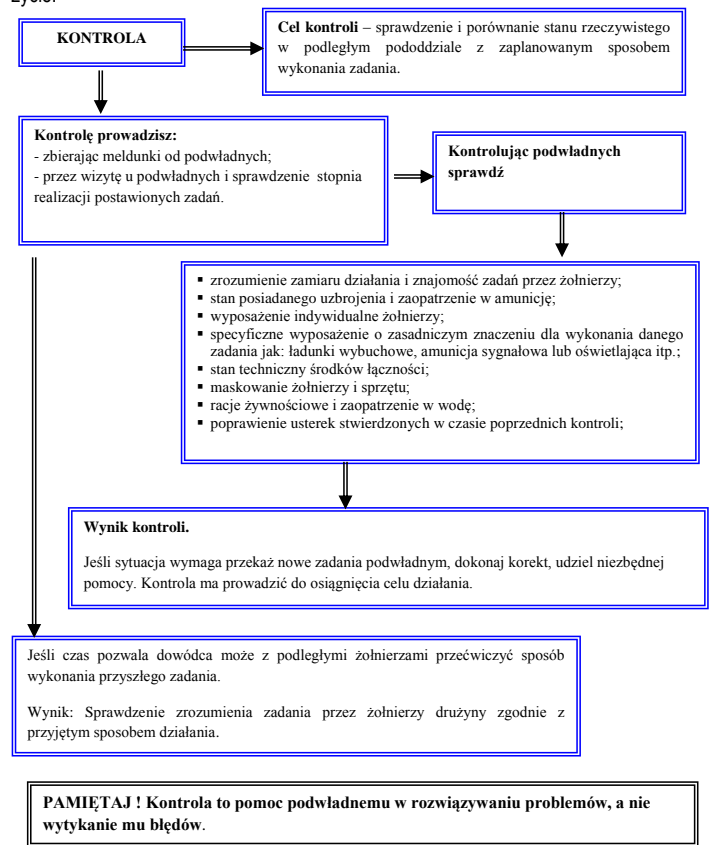 życie.
KONTROLA
Cel kontroli – sprawdzenie i porównanie stanu rzeczywistego
w podległym pododdziale z zaplanowanym sposobem
wykonania zadania.
Kontrolę prowadzisz:
- zbierając meldunki od podwładnych;
- przez wizytę u podwładnych i sprawdzenie stopnia
realizacji postawionych zadań.
Kontrolując podwładnych
sprawdź
▪ zrozumienie zamiaru działania i znajomość zadań przez żołnierzy;
▪ stan posiadanego uzbrojenia i zaopatrzenie w amunicję;
▪ wyposażenie indywidualne żołnierzy;
▪ specyficzne wyposażenie o zasadniczym znaczeniu dla wykonania danego
zadania jak: ładunki wybuchowe, amunicja sygnałowa lub oświetlająca itp.;
▪ stan techniczny środków łączności;
▪ maskowanie żołnierzy i sprzętu;
▪ racje żywnościowe i zaopatrzenie w wodę;
▪ poprawienie usterek stwierdzonych w czasie poprzednich kontroli;
Wynik kontroli.
Jeśli sytuacja wymaga przekaż nowe zadania podwładnym, dokonaj korekt, udziel niezbędnej
pomocy. Kontrola ma prowadzić do osiągnięcia celu działania.
Jeśli czas pozwala dowódca może z podległymi żołnierzami przećwiczyć sposób
wykonania przyszłego zadania.
Wynik: Sprawdzenie zrozumienia zadania przez żołnierzy drużyny zgodnie z
przyjętym sposobem działania.
PAMIĘTAJ ! Kontrola to pomoc podwładnemu w rozwiązywaniu problemów, a nie
wytykanie mu błędów.